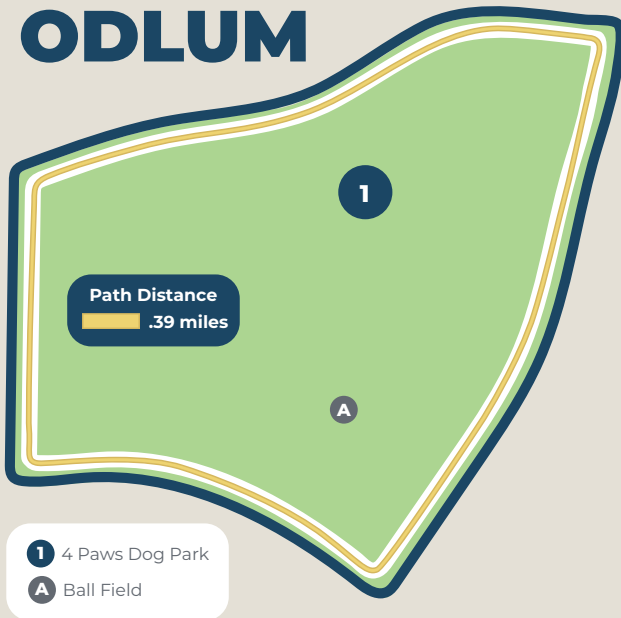 ODLUM
1
Path Distance
.39 miles
A
1 4 Paws Dog Park
A Ball Field